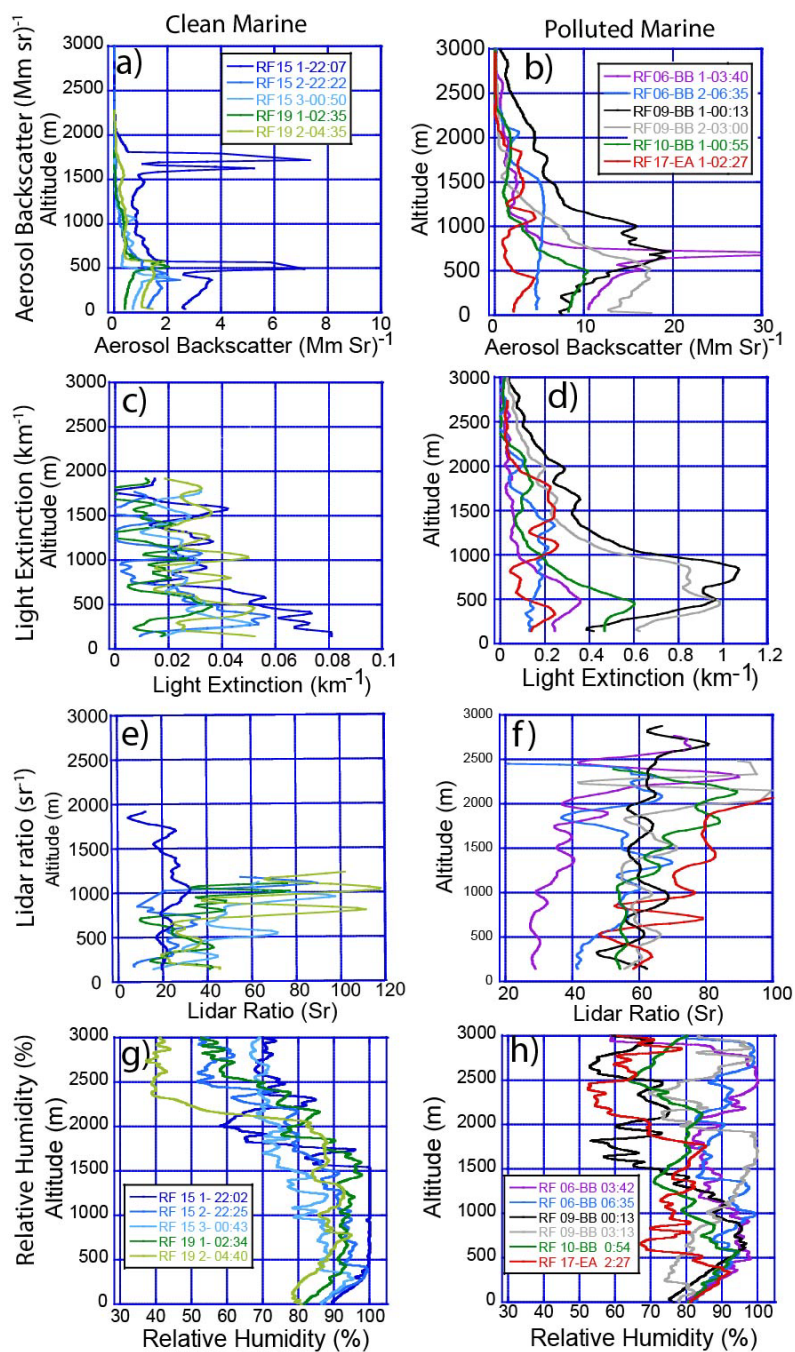 Clean Marine
Polluted Marine
Aerosol Backscatter (Mm sr)-1
Altitude (m)
3000
2500
2000
1500
1000
500
0
a)
RF15 1-22:07
RF15 2-22:22
RF15 3-00:50
RF19 1-02:35
RF19 2-04:35
0 2 4 6 8 10
Aerosol Backscatter (Mm Sr)-1
Altitude (m)
3000
2500
2000
1500
1000
500
0
b)
RF06-BB 1-03:40
RF06-BB 2-06:35
RF09-BB 1-00:13
RF09-BB 2-03:00
RF10-BB 1-00:55
RF17-EA 1-02:27
0 10 20 30
Aerosol Backscatter (Mm Sr)-1
Light Extinction (km-1)
Altitude (m)
3000
2500
2000
1500
1000
500
0
c)
0 0.02 0.04 0.06 0.08 0.1
Light Extinction (km-1)
Altitude (m)
3000
2500
2000
1500
1000
500
0
d)
0 0.2 0.4 0.6 0.8 1 1.2
Light Extinction (km-1)
Lidar ratio (sr-1)
Altitude (m)
3000
2500
2000
1500
1000
500
0
e)
0 20 40 60 80 100 120
Lidar Ratio (Sr)
Altitude (m)
3000
2500
2000
1500
1000
500
0
f)
20 40 60 80 100
Lidar Ratio (Sr)
Relative Humidity (%)
Altitude (m)
3000
2500
2000
1500
1000
500
0
g)
RF 15 1- 22:02
RF 15 2- 22:25
RF 15 3- 00:43
RF 19 1- 02:34
RF 19 2- 04:40
30 40 50 60 70 80 90 100
Relative Humidity (%)
Altitude (m)
3000
2500
2000
1500
1000
500
0
h)
RF 06-BB 03:42
RF 06-BB 06:35
RF 09-BB 00:13
RF 09-BB 03:13
RF 10-BB 0:54
RF 17-EA 2:27
30 40 50 60 70 80 90 100
Relative Humidity (%)